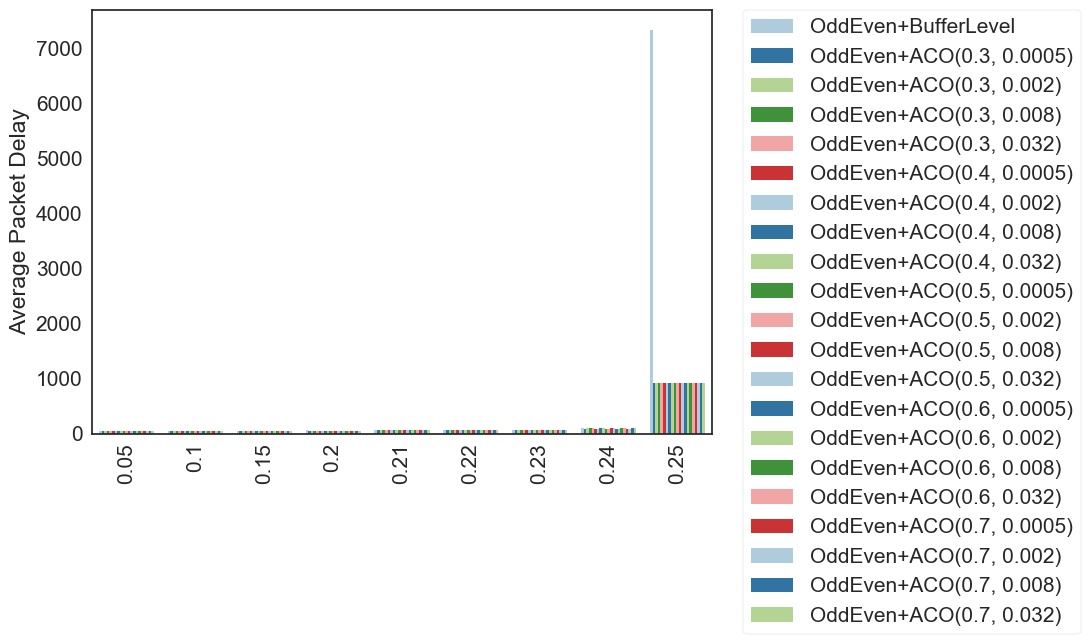 Average Packet Delay
7000
6000
5000
4000
3000
2000
1000
0
0.05
0.1
0.15
0.2
0.21
0.22
0.23
0.24
0.25
OddEven+BufferLevel
OddEven+ACO(0.3, 0.0005)
OddEven+ACO(0.3, 0.002)
OddEven+ACO(0.3, 0.008)
OddEven+ACO(0.3, 0.032)
OddEven+ACO(0.4, 0.0005)
OddEven+ACO(0.4, 0.002)
OddEven+ACO(0.4, 0.008)
OddEven+ACO(0.4, 0.032)
OddEven+ACO(0.5, 0.0005)
OddEven+ACO(0.5, 0.002)
OddEven+ACO(0.5, 0.008)
OddEven+ACO(0.5, 0.032)
OddEven+ACO(0.6, 0.0005)
OddEven+ACO(0.6, 0.002)
OddEven+ACO(0.6, 0.008)
OddEven+ACO(0.6, 0.032)
OddEven+ACO(0.7, 0.0005)
OddEven+ACO(0.7, 0.002)
OddEven+ACO(0.7, 0.008)
OddEven+ACO(0.7, 0.032)